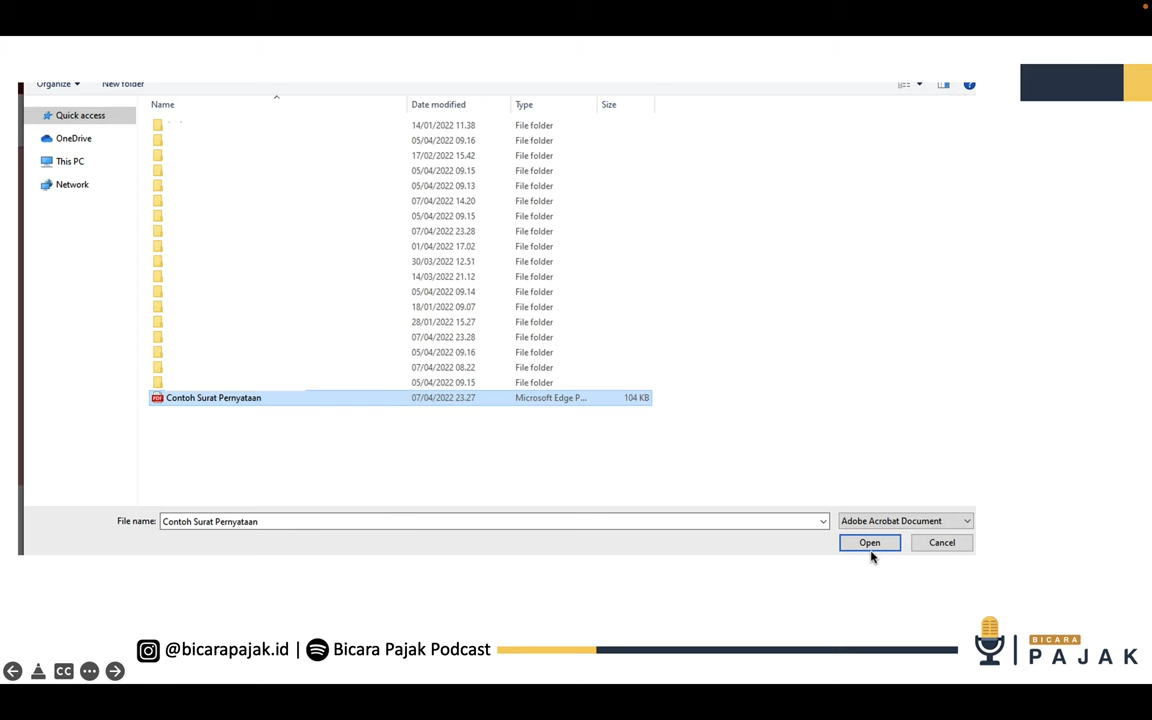 Organize New folder
Name Date modified Type Size
Quick access
OneDrive
This PC
Network
14/01/2022 11.38 File folder
05/04/2022 09.16 File folder
17/02/2022 15.42 File folder
05/04/2022 09.15 File folder
05/04/2022 09.13 File folder
07/04/2022 14.20 File folder
05/04/2022 09.15 File folder
07/04/2022 23.28 File folder
01/04/2022 17.02 File folder
30/03/2022 12.51 File folder
14/03/2022 21.12 File folder
05/04/2022 09.14 File folder
18/01/2022 09.07 File folder
28/01/2022 15.27 File folder
07/04/2022 23.28 File folder
05/04/2022 09.16 File folder
07/04/2022 08.22 File folder
05/04/2022 09.15 File folder
PDF Contoh Surat Pernyataan 07/04/2022 23.27 Microsoft Edge P... 104 KB
File name: Contoh Surat Pernyataan Adobe Acrobat Document
Open Cancel
@bicarapajak.id | Bicara Pajak Podcast
BICARA
PAJAK
CC